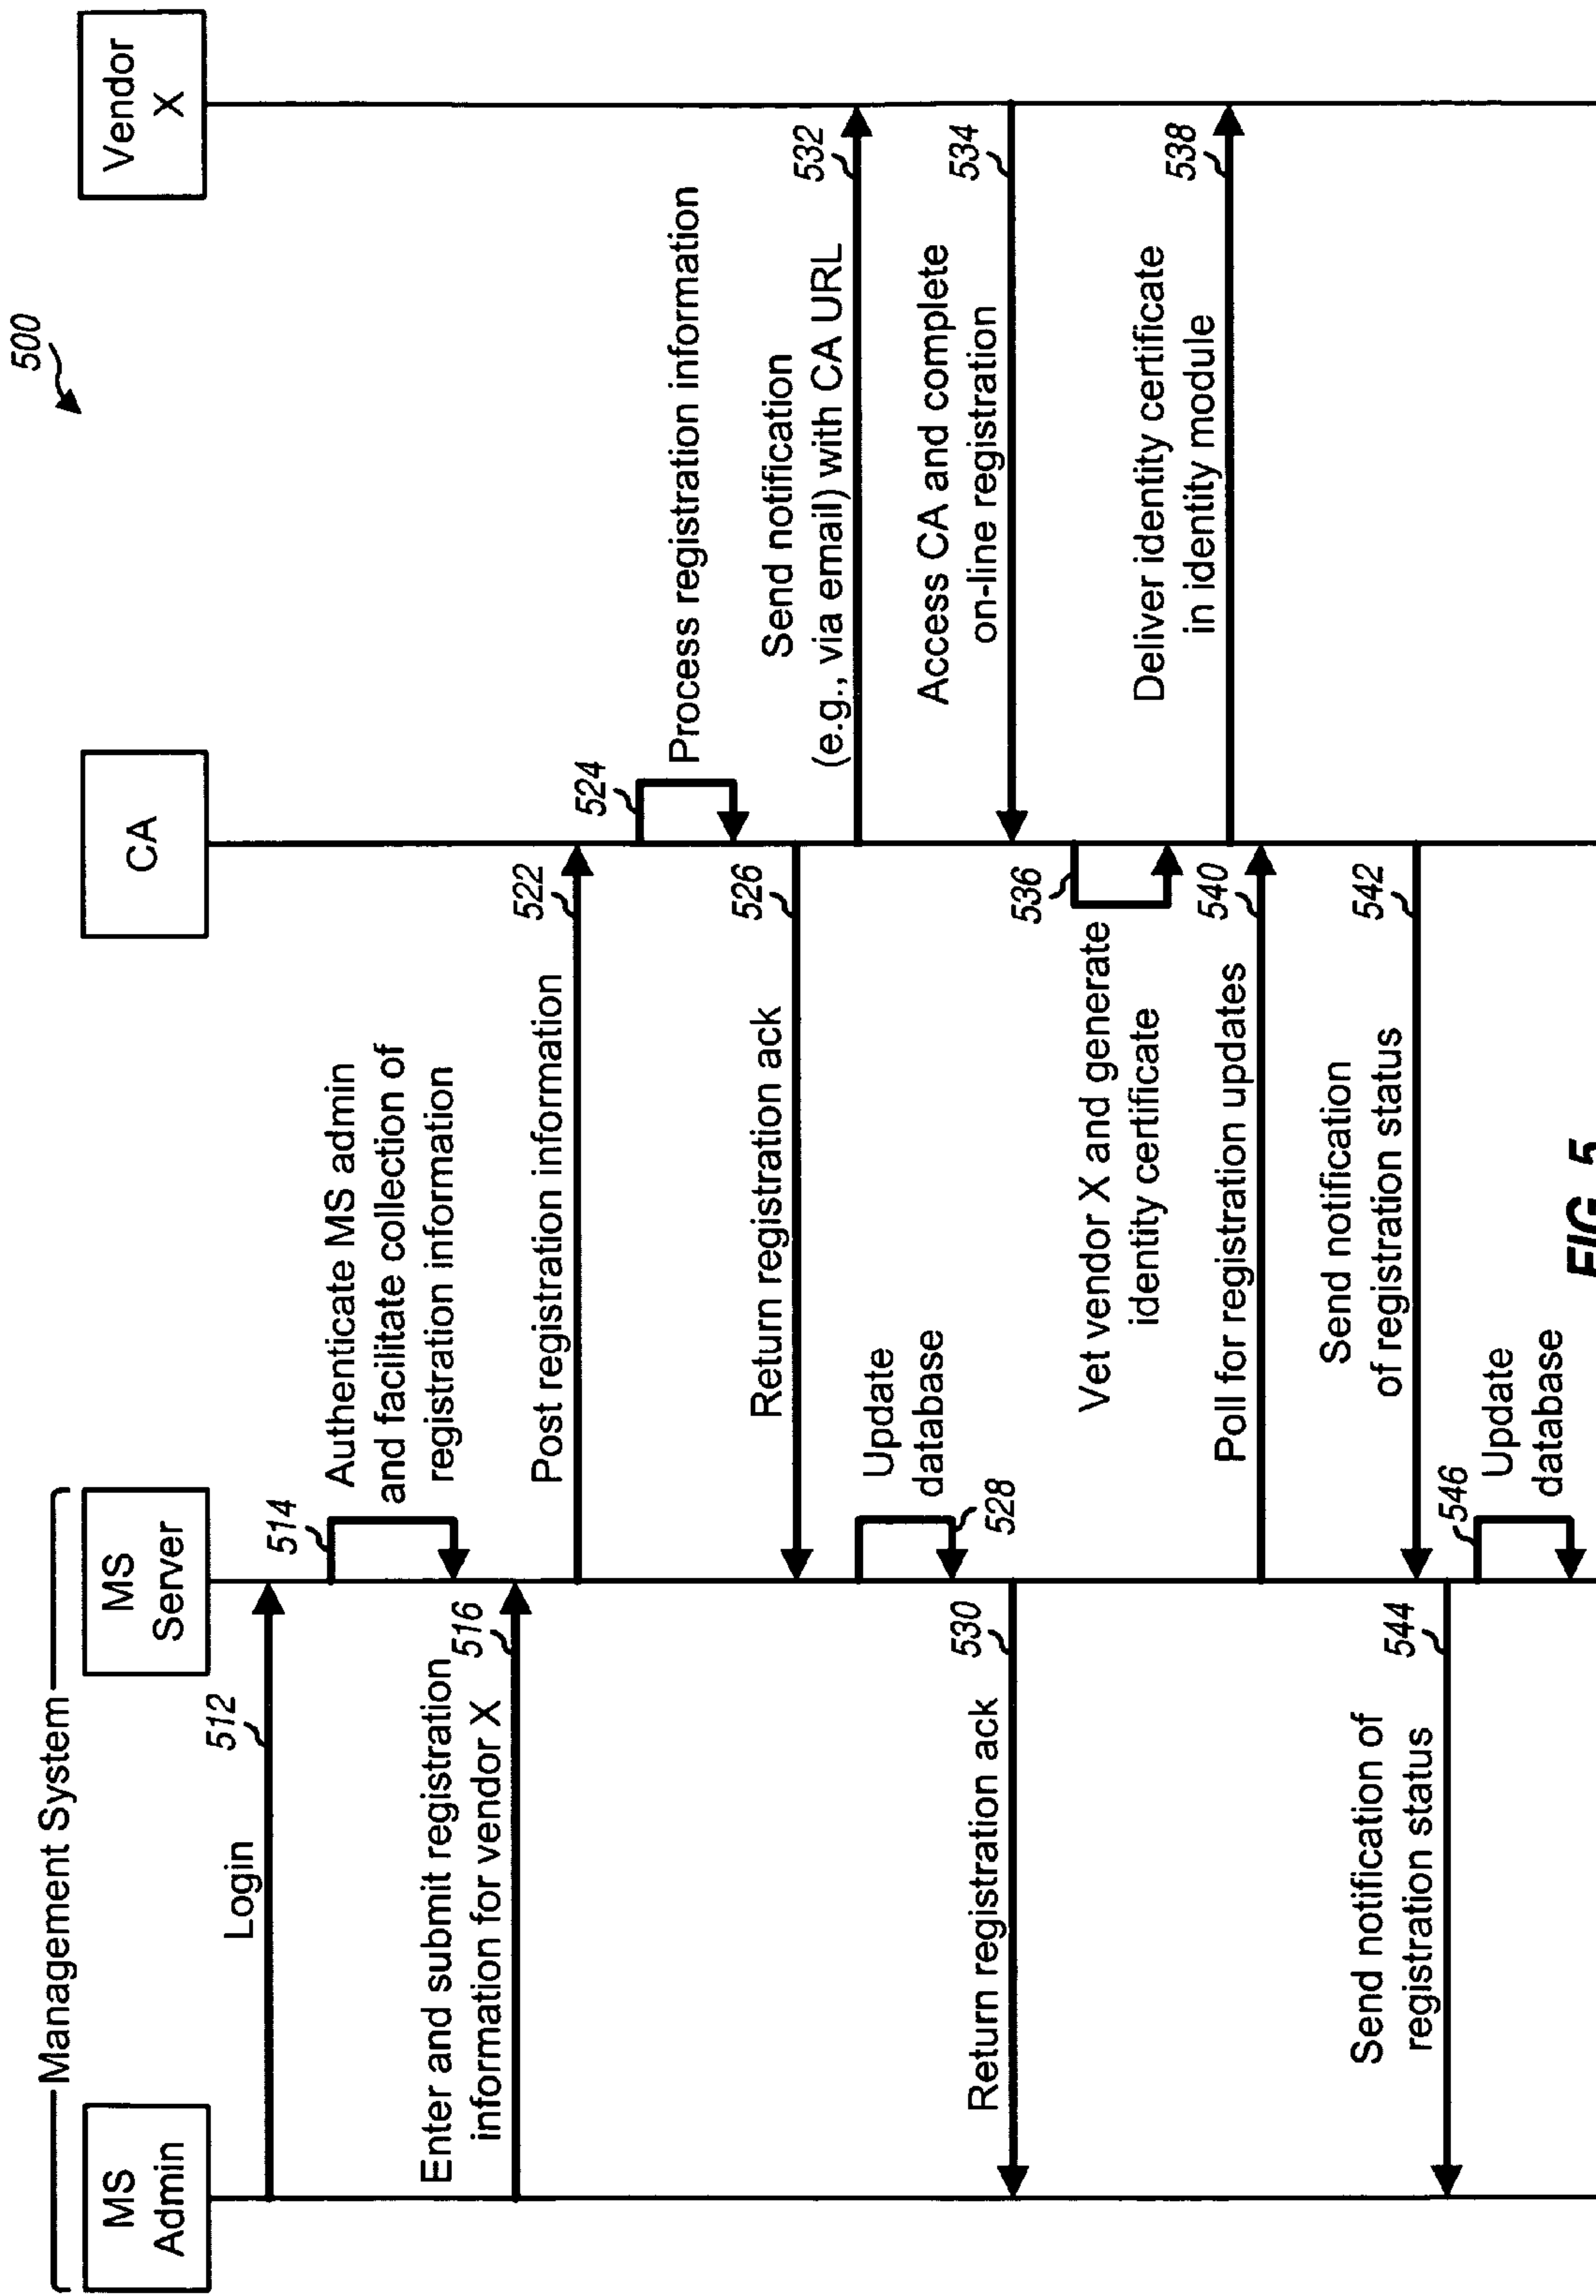 500
Management System
MS
Admin
MS
Server
CA
Vendor
X
Login
512
514
Authenticate MS admin
and facilitate collection of
registration information
Enter and submit registration
information for vendor X
516
Post registration information
522
524
Process registration information
Return registration ack
526
Send notification
(e.g., via email) with CA URL
532
Update
database
528
Return registration ack
530
Access CA and complete
on-line registration
534
Vet vendor X and generate
identity certificate
536
Deliver identity certificate
in identity module
538
Poll for registration updates
540
Send notification
of registration status
542
Send notification of
registration status
544
546
Update
database
FIG. 5